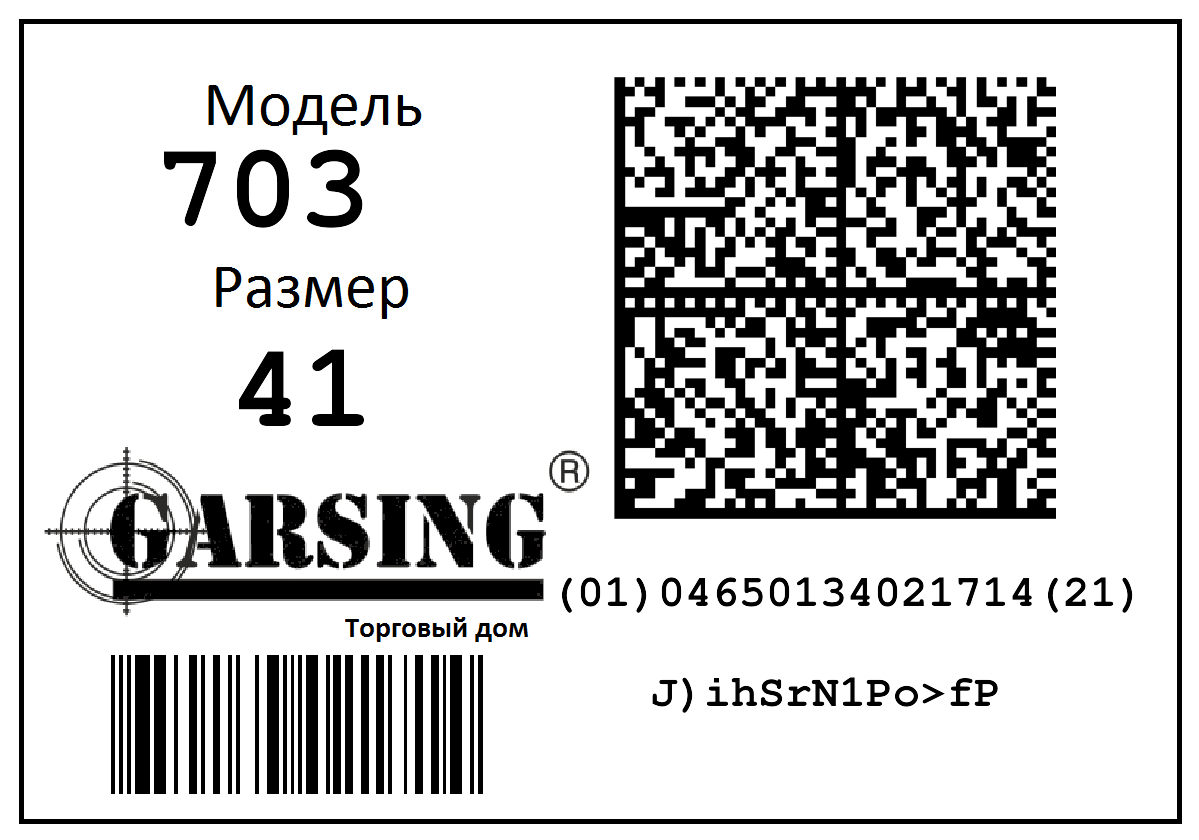 Модель
703
Размер
41
GARSING®
Торговый дом
(01)04650134021714(21)
J)ihSrN1Po>fP